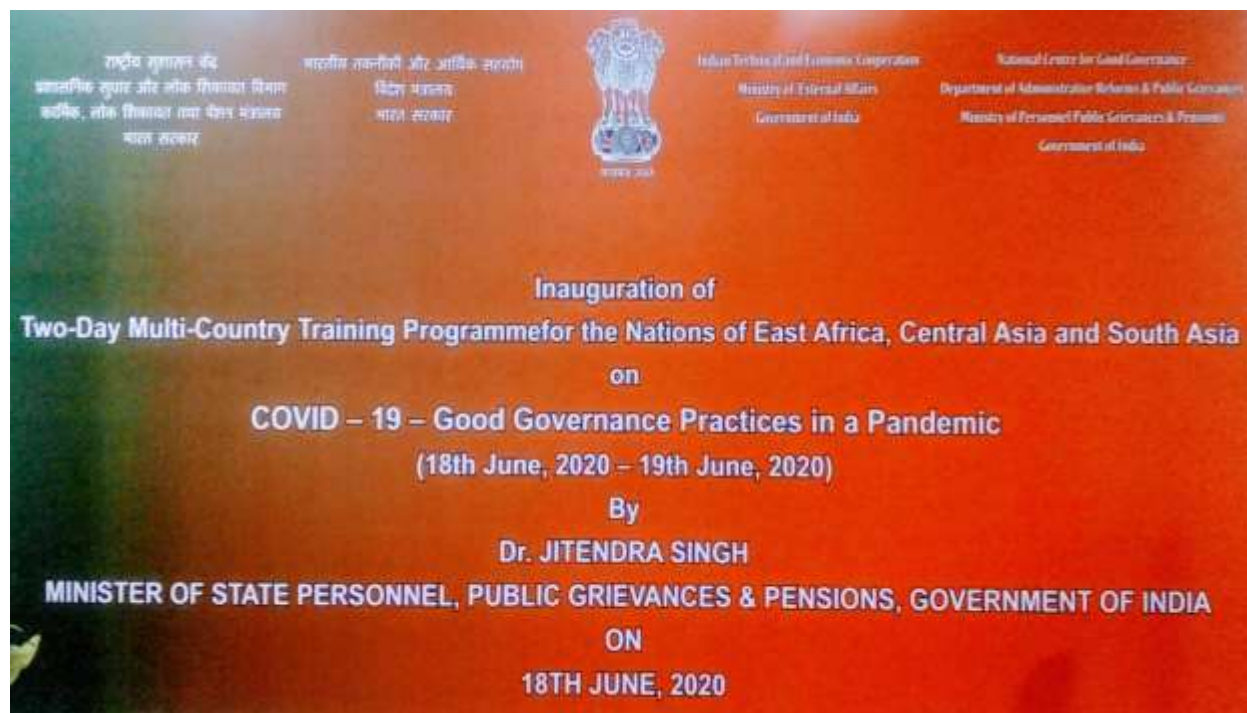 राष्ट्रीय सुशासन केंद्र
प्रशासनिक सुधार और लोक शिकायत विभाग
कार्मिक, लोक शिकायत तथा पेंशन मंत्रालय
भारत सरकार
भारतीय तकनीकी और आर्थिक सहयोग
विदेश मंत्रालय
भारत सरकार
सत्यमेव जयते
Indian Technical and Economic Cooperation
Ministry of External Affairs
Government of India
National Centre for Good Governance
Department of Administrative Reforms & Public Grievances
Ministry of Personnel Public Grievances & Pensions
Government of India
Inauguration of
Two-Day Multi-Country Training Programmefor the Nations of East Africa, Central Asia and South Asia
on
COVID – 19 – Good Governance Practices in a Pandemic
(18th June, 2020 – 19th June, 2020)
By
Dr. JITENDRA SINGH
MINISTER OF STATE PERSONNEL, PUBLIC GRIEVANCES & PENSIONS, GOVERNMENT OF INDIA
ON
18TH JUNE, 2020